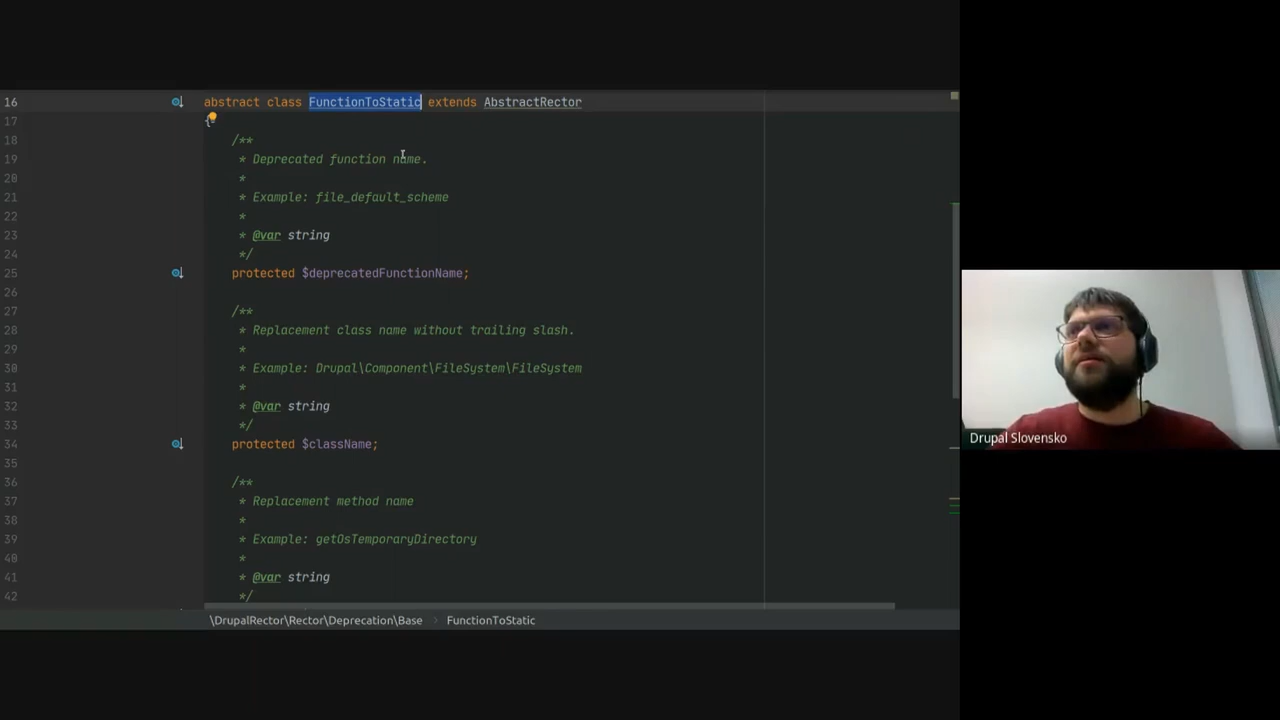 16 abstract class FunctionToStatic extends AbstractRector
17 {
18 /**
19 * Deprecated function name.
20 *
21 * Example: file_default_scheme
22 *
23 * @var string
24 */
25 protected $deprecatedFunctionName;
26
27 /**
28 * Replacement class name without trailing slash.
29 *
30 * Example: Drupal\Component\FileSystem\FileSystem
31 *
32 * @var string
33 */
34 protected $className;
35
36 /**
37 * Replacement method name
38 *
39 * Example: getOsTemporaryDirectory
40 *
41 * @var string
42 */
\DrupalRector\Rector\Deprecation\Base > FunctionToStatic
Drupal Slovensko